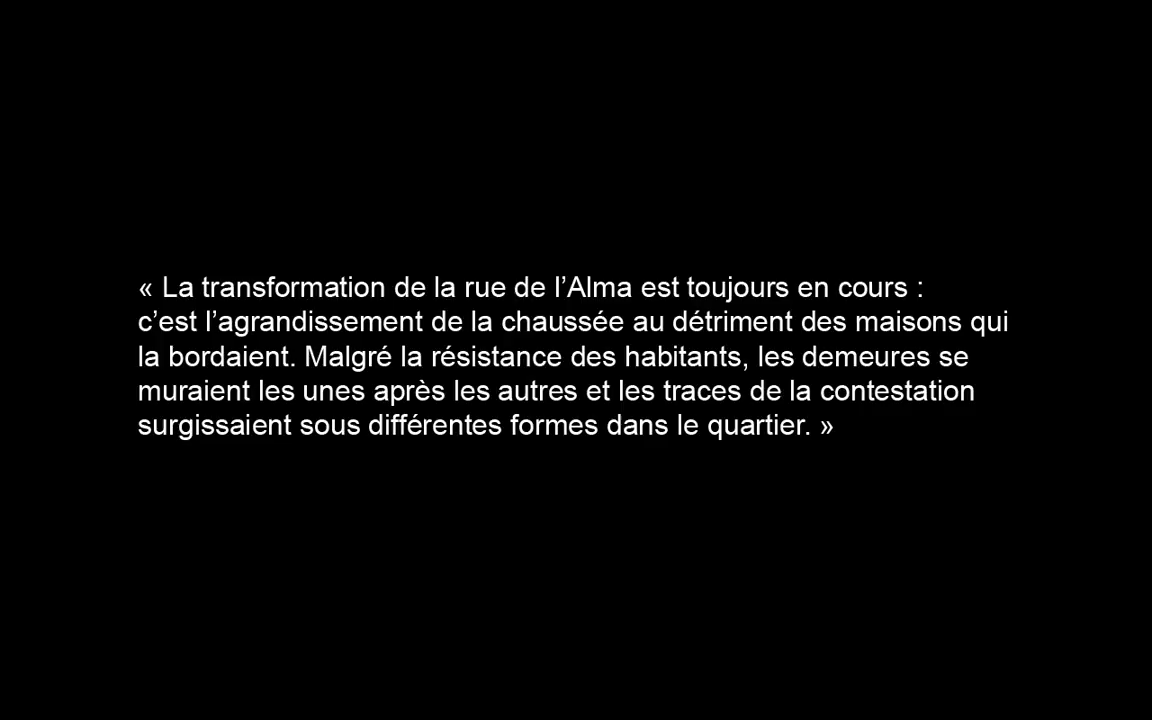 « La transformation de la rue de l’Alma est toujours en cours :
c’est l’agrandissement de la chaussée au détriment des maisons qui
la bordaient. Malgré la résistance des habitants, les demeures se
muraient les unes après les autres et les traces de la contestation
surgissaient sous différentes formes dans le quartier. »